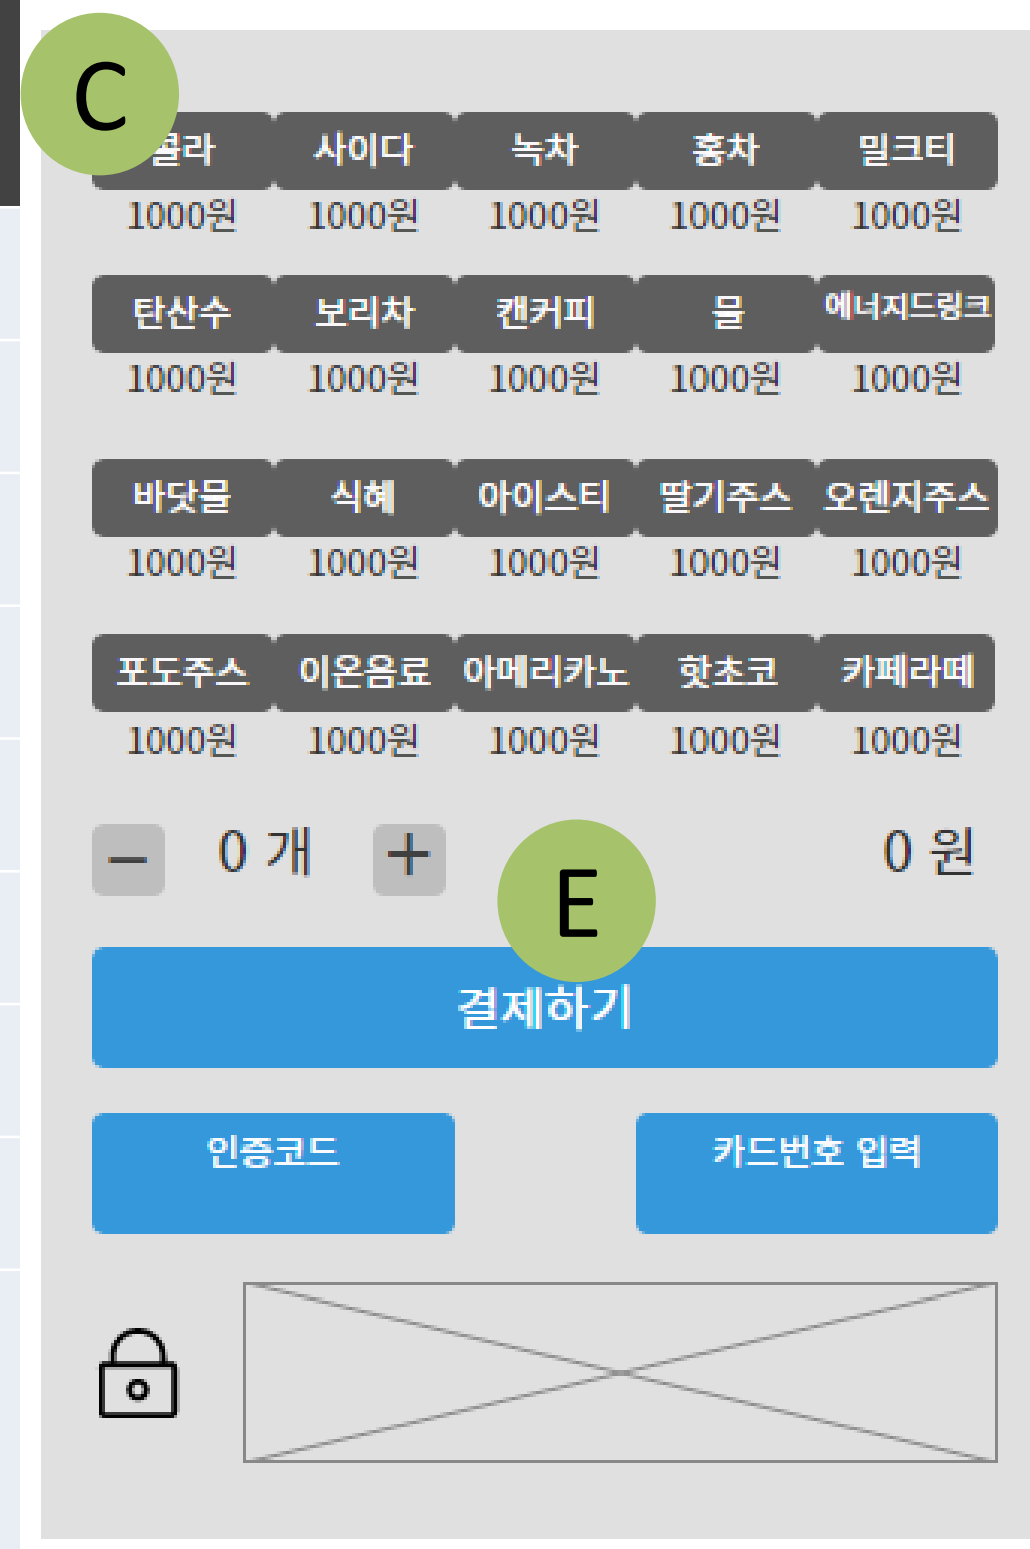 C
콜라 사이다 녹차 홍차 밀크티
1000원 1000원 1000원 1000원 1000원
탄산수 보리차 캔커피 물 에너지드링크
1000원 1000원 1000원 1000원 1000원
바닷물 식혜 아이스티 딸기주스 오렌지주스
1000원 1000원 1000원 1000원 1000원
포도주스 이온음료 아메리카노 핫초코 카페라떼
1000원 1000원 1000원 1000원 1000원
– 0 개 + 0 원
E
결제하기
인증코드 카드번호 입력